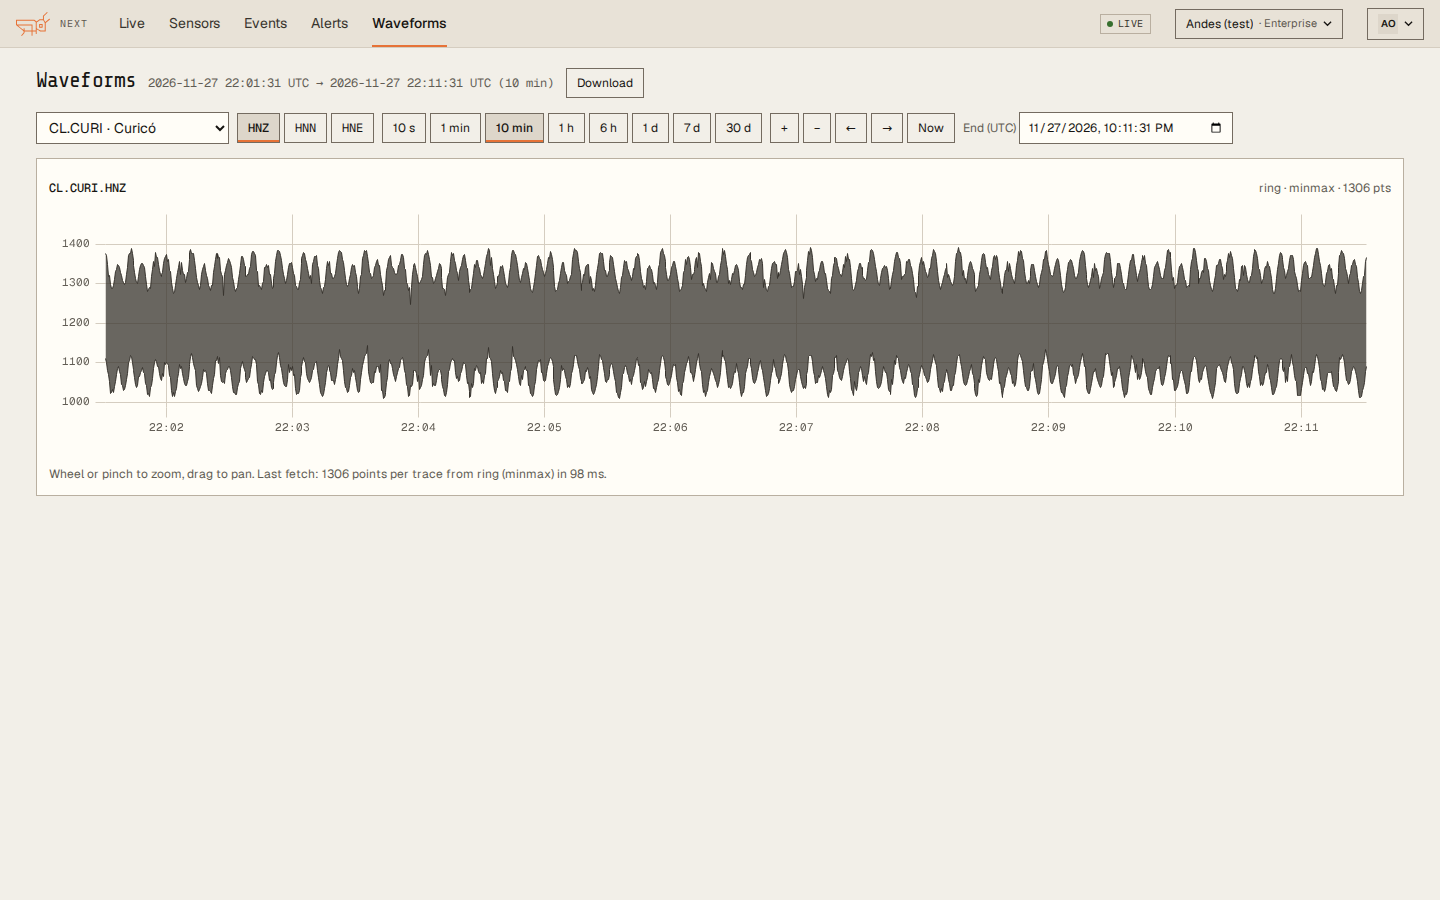 NEXT Live Sensors Events Alerts Waveforms LIVE Andes (test) · Enterprise AO
Waveforms 2026-11-27 22:01:31 UTC → 2026-11-27 22:11:31 UTC (10 min) Download
CL.CURI · Curicó HNZ HNN HNE 10 s 1 min 10 min 1 h 6 h 1 d 7 d 30 d + − ← → Now End (UTC) 11/27/2026, 10:11:31 PM
CL.CURI.HNZ ring · minmax · 1306 pts
1400
1300
1200
1100
1000
22:02 22:03 22:04 22:05 22:06 22:07 22:08 22:09 22:10 22:11
Wheel or pinch to zoom, drag to pan. Last fetch: 1306 points per trace from ring (minmax) in 98 ms.